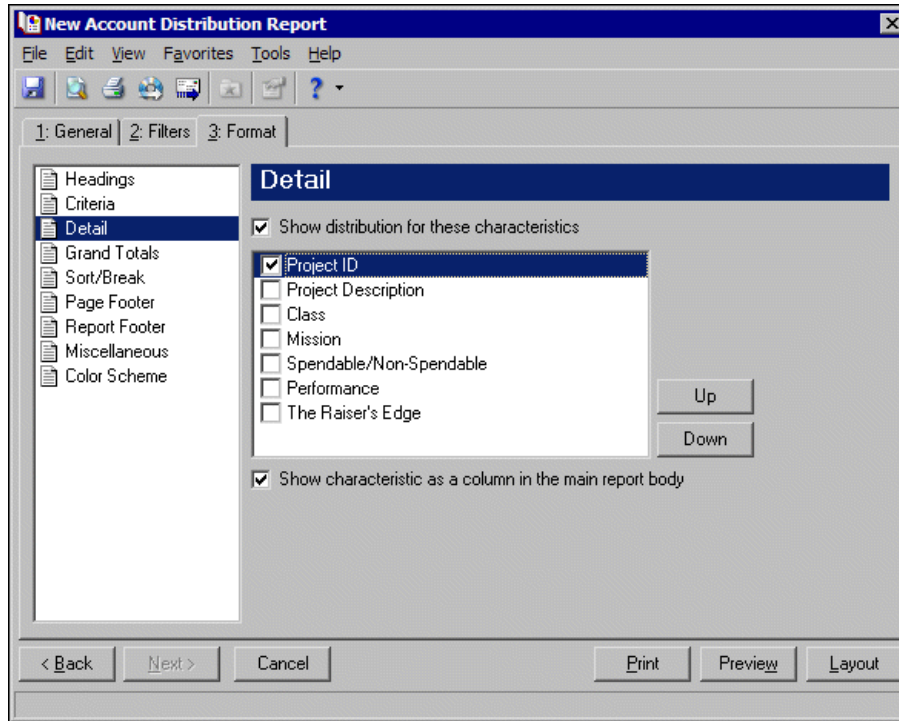 New Account Distribution Report
File Edit View Favorites Tools Help
1: General 2: Filters 3: Format
Headings
Criteria
Detail
Grand Totals
Sort/Break
Page Footer
Report Footer
Miscellaneous
Color Scheme
Detail
Show distribution for these characteristics
Project ID
Project Description
Class
Mission
Spendable/Non-Spendable
Performance
The Raiser's Edge
Up
Down
Show characteristic as a column in the main report body
< Back Next > Cancel Print Preview Layout